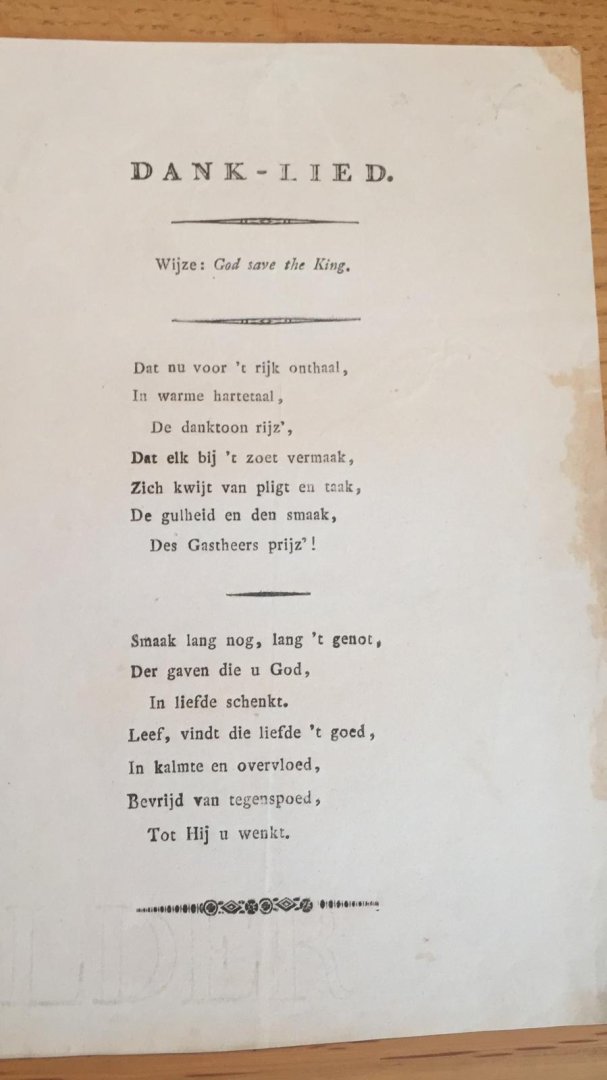 DANK-LIED.
Wijze: God save the King.
Dat nu voor 't rijk onthaal,
In warme hartetaal,
De danktoon rijz',
Dat elk bij 't zoet vermaak,
Zich kwijt van pligt en taak,
De gulheid en den smaak,
Des Gastheers prijz'!
Smaak lang nog, lang 't genot,
Der gaven die u God,
In liefde schenkt.
Leef, vindt die liefde 't goed,
In kalmte en overvloed,
Bevrijd van tegenspoed,
Tot Hij u wenkt.